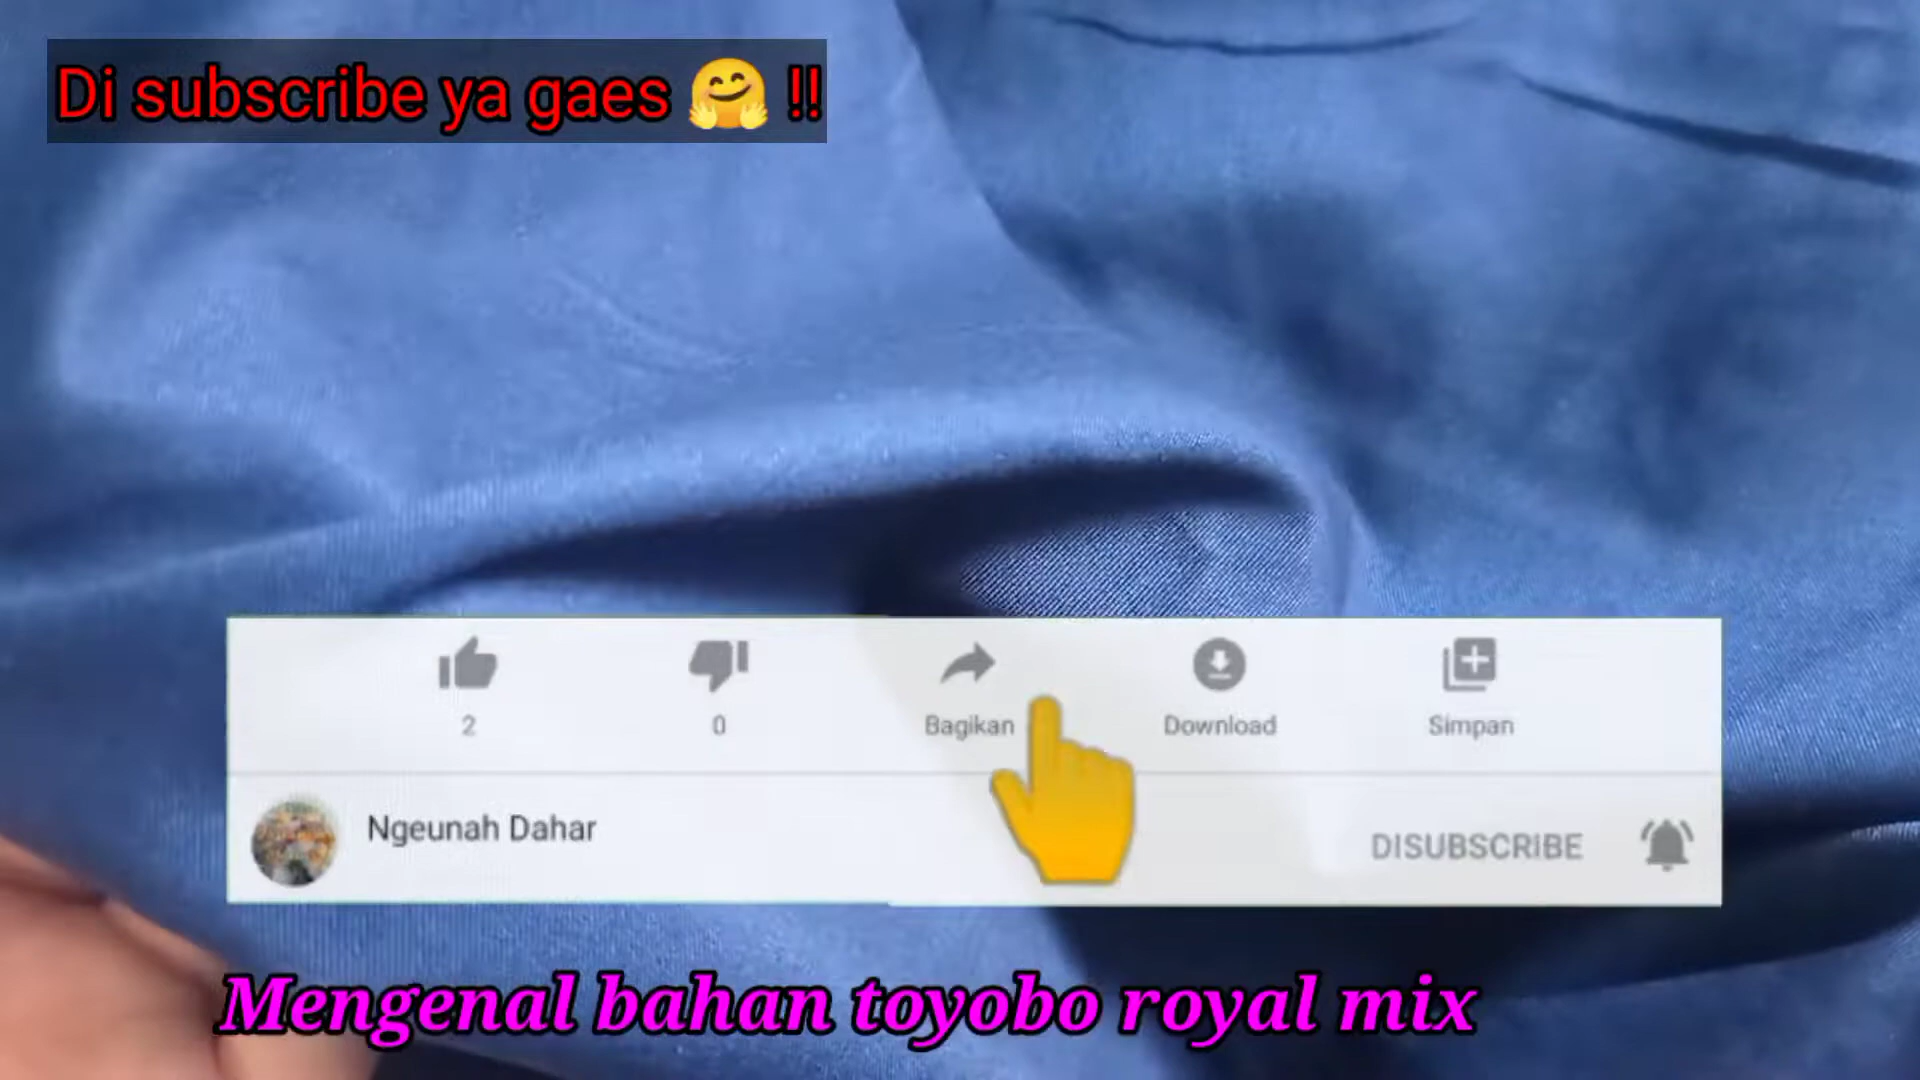 Di subscribe ya gaes 🤗 !!
2 0 Bagikan Download Simpan
Ngeunah Dahar DISUBSCRIBE
Mengenal bahan toyobo royal mix